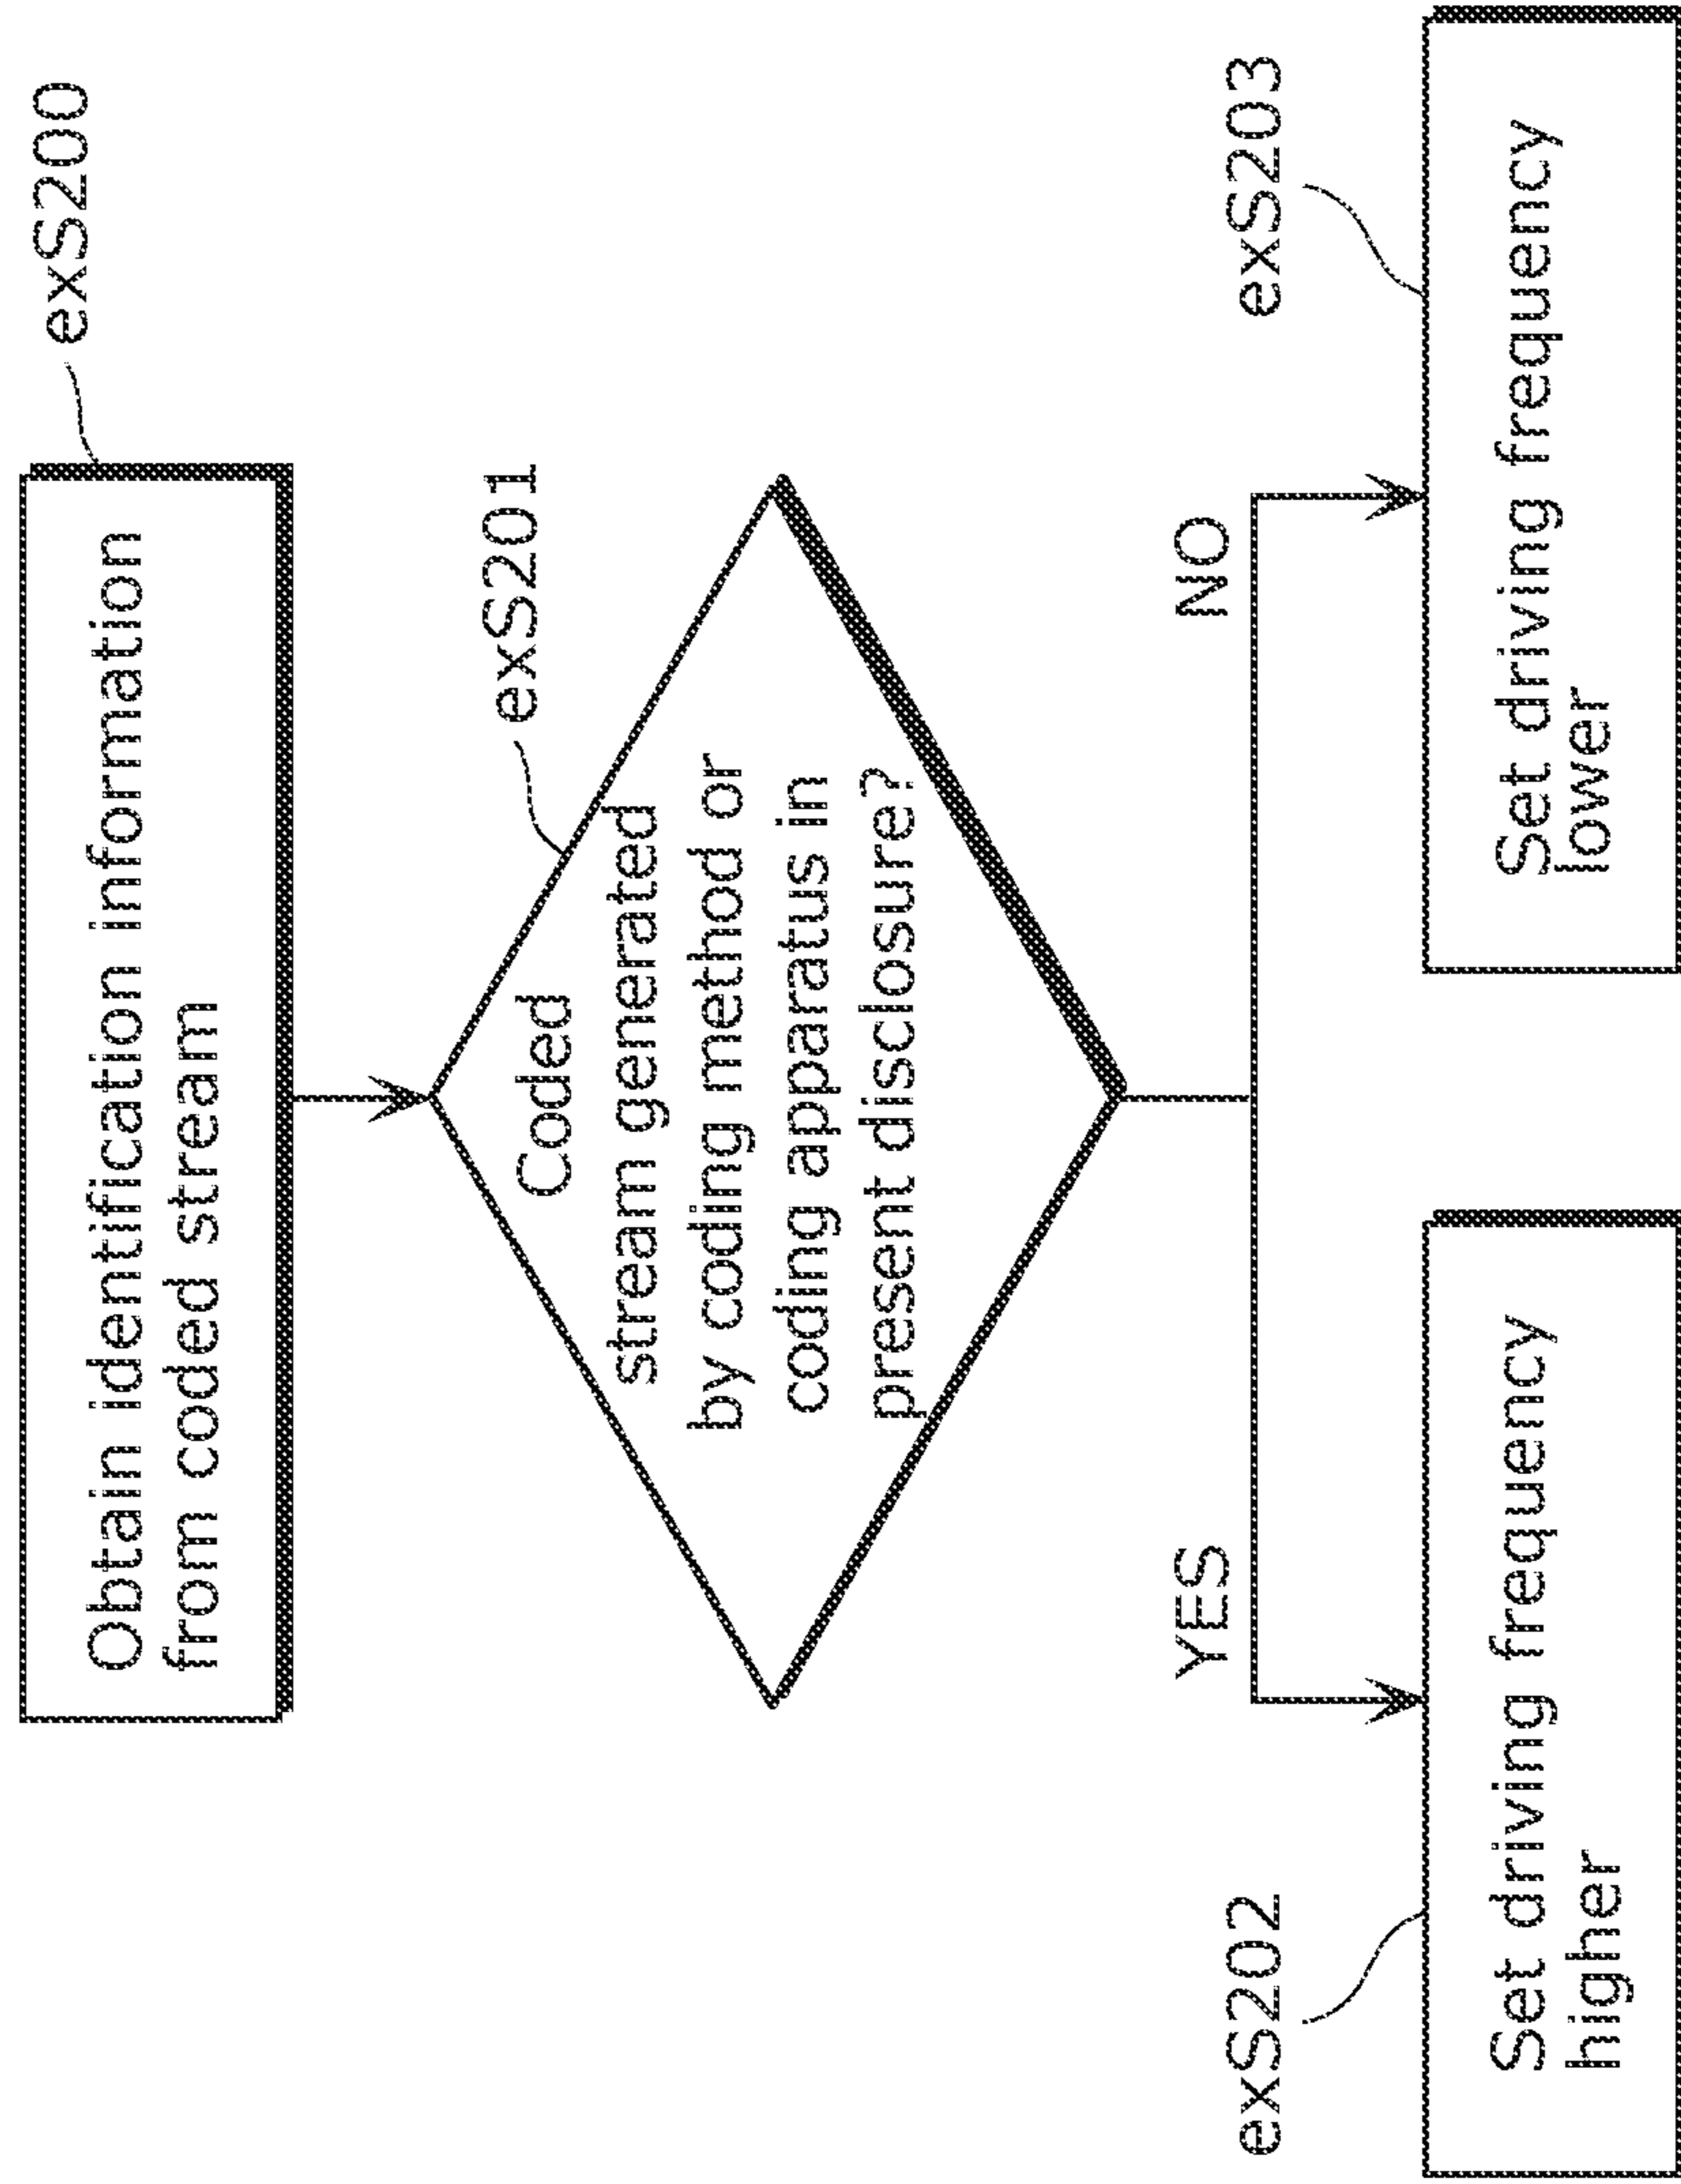 exS200
Obtain identification information
from coded stream
exS201
Coded
stream generated
by coding method or
coding apparatus in
present disclosure?
YES
NO
exS202
exS203
Set driving frequency
higher
Set driving frequency
lower